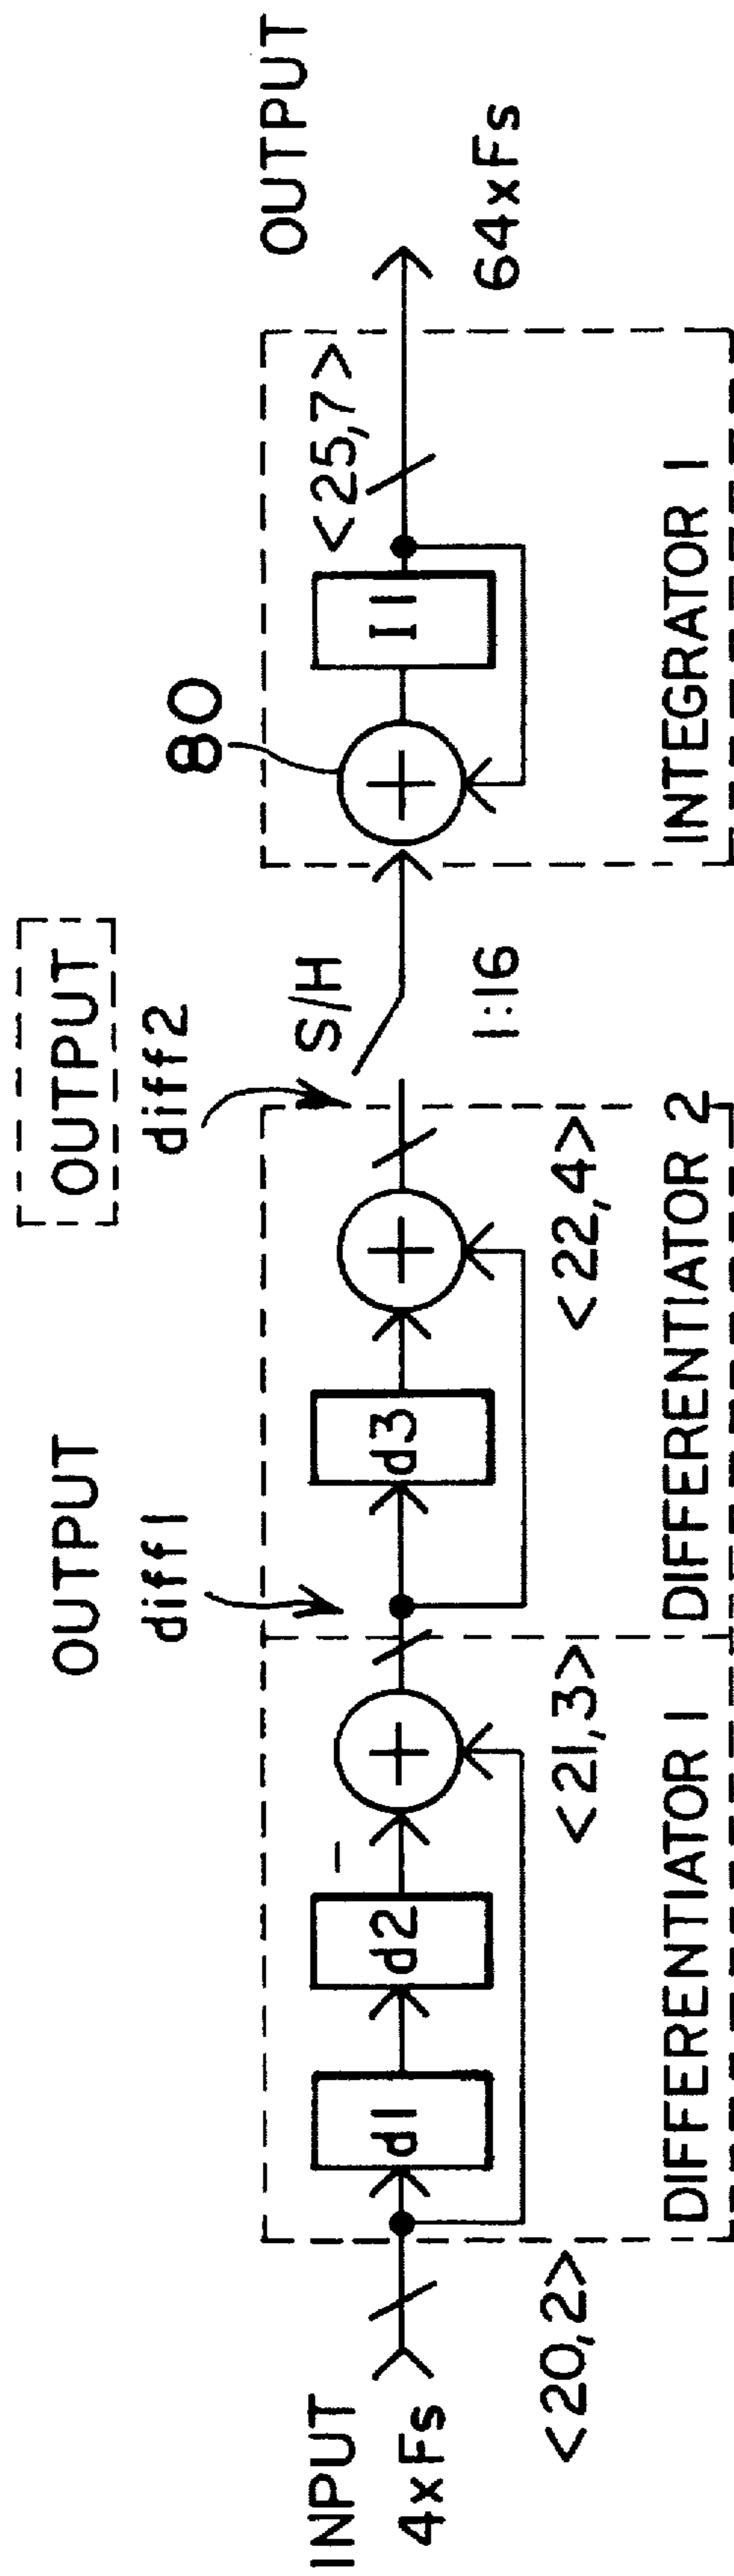 INPUT
4xFs
<20,2>
d1
d2
–
+
<21,3>
DIFFERENTIATOR 1
OUTPUT
diff1
d3
+
<22,4>
DIFFERENTIATOR 2
OUTPUT
diff2
S/H
1:16
80
+
I1
<25,7>
INTEGRATOR 1
OUTPUT
64xFs